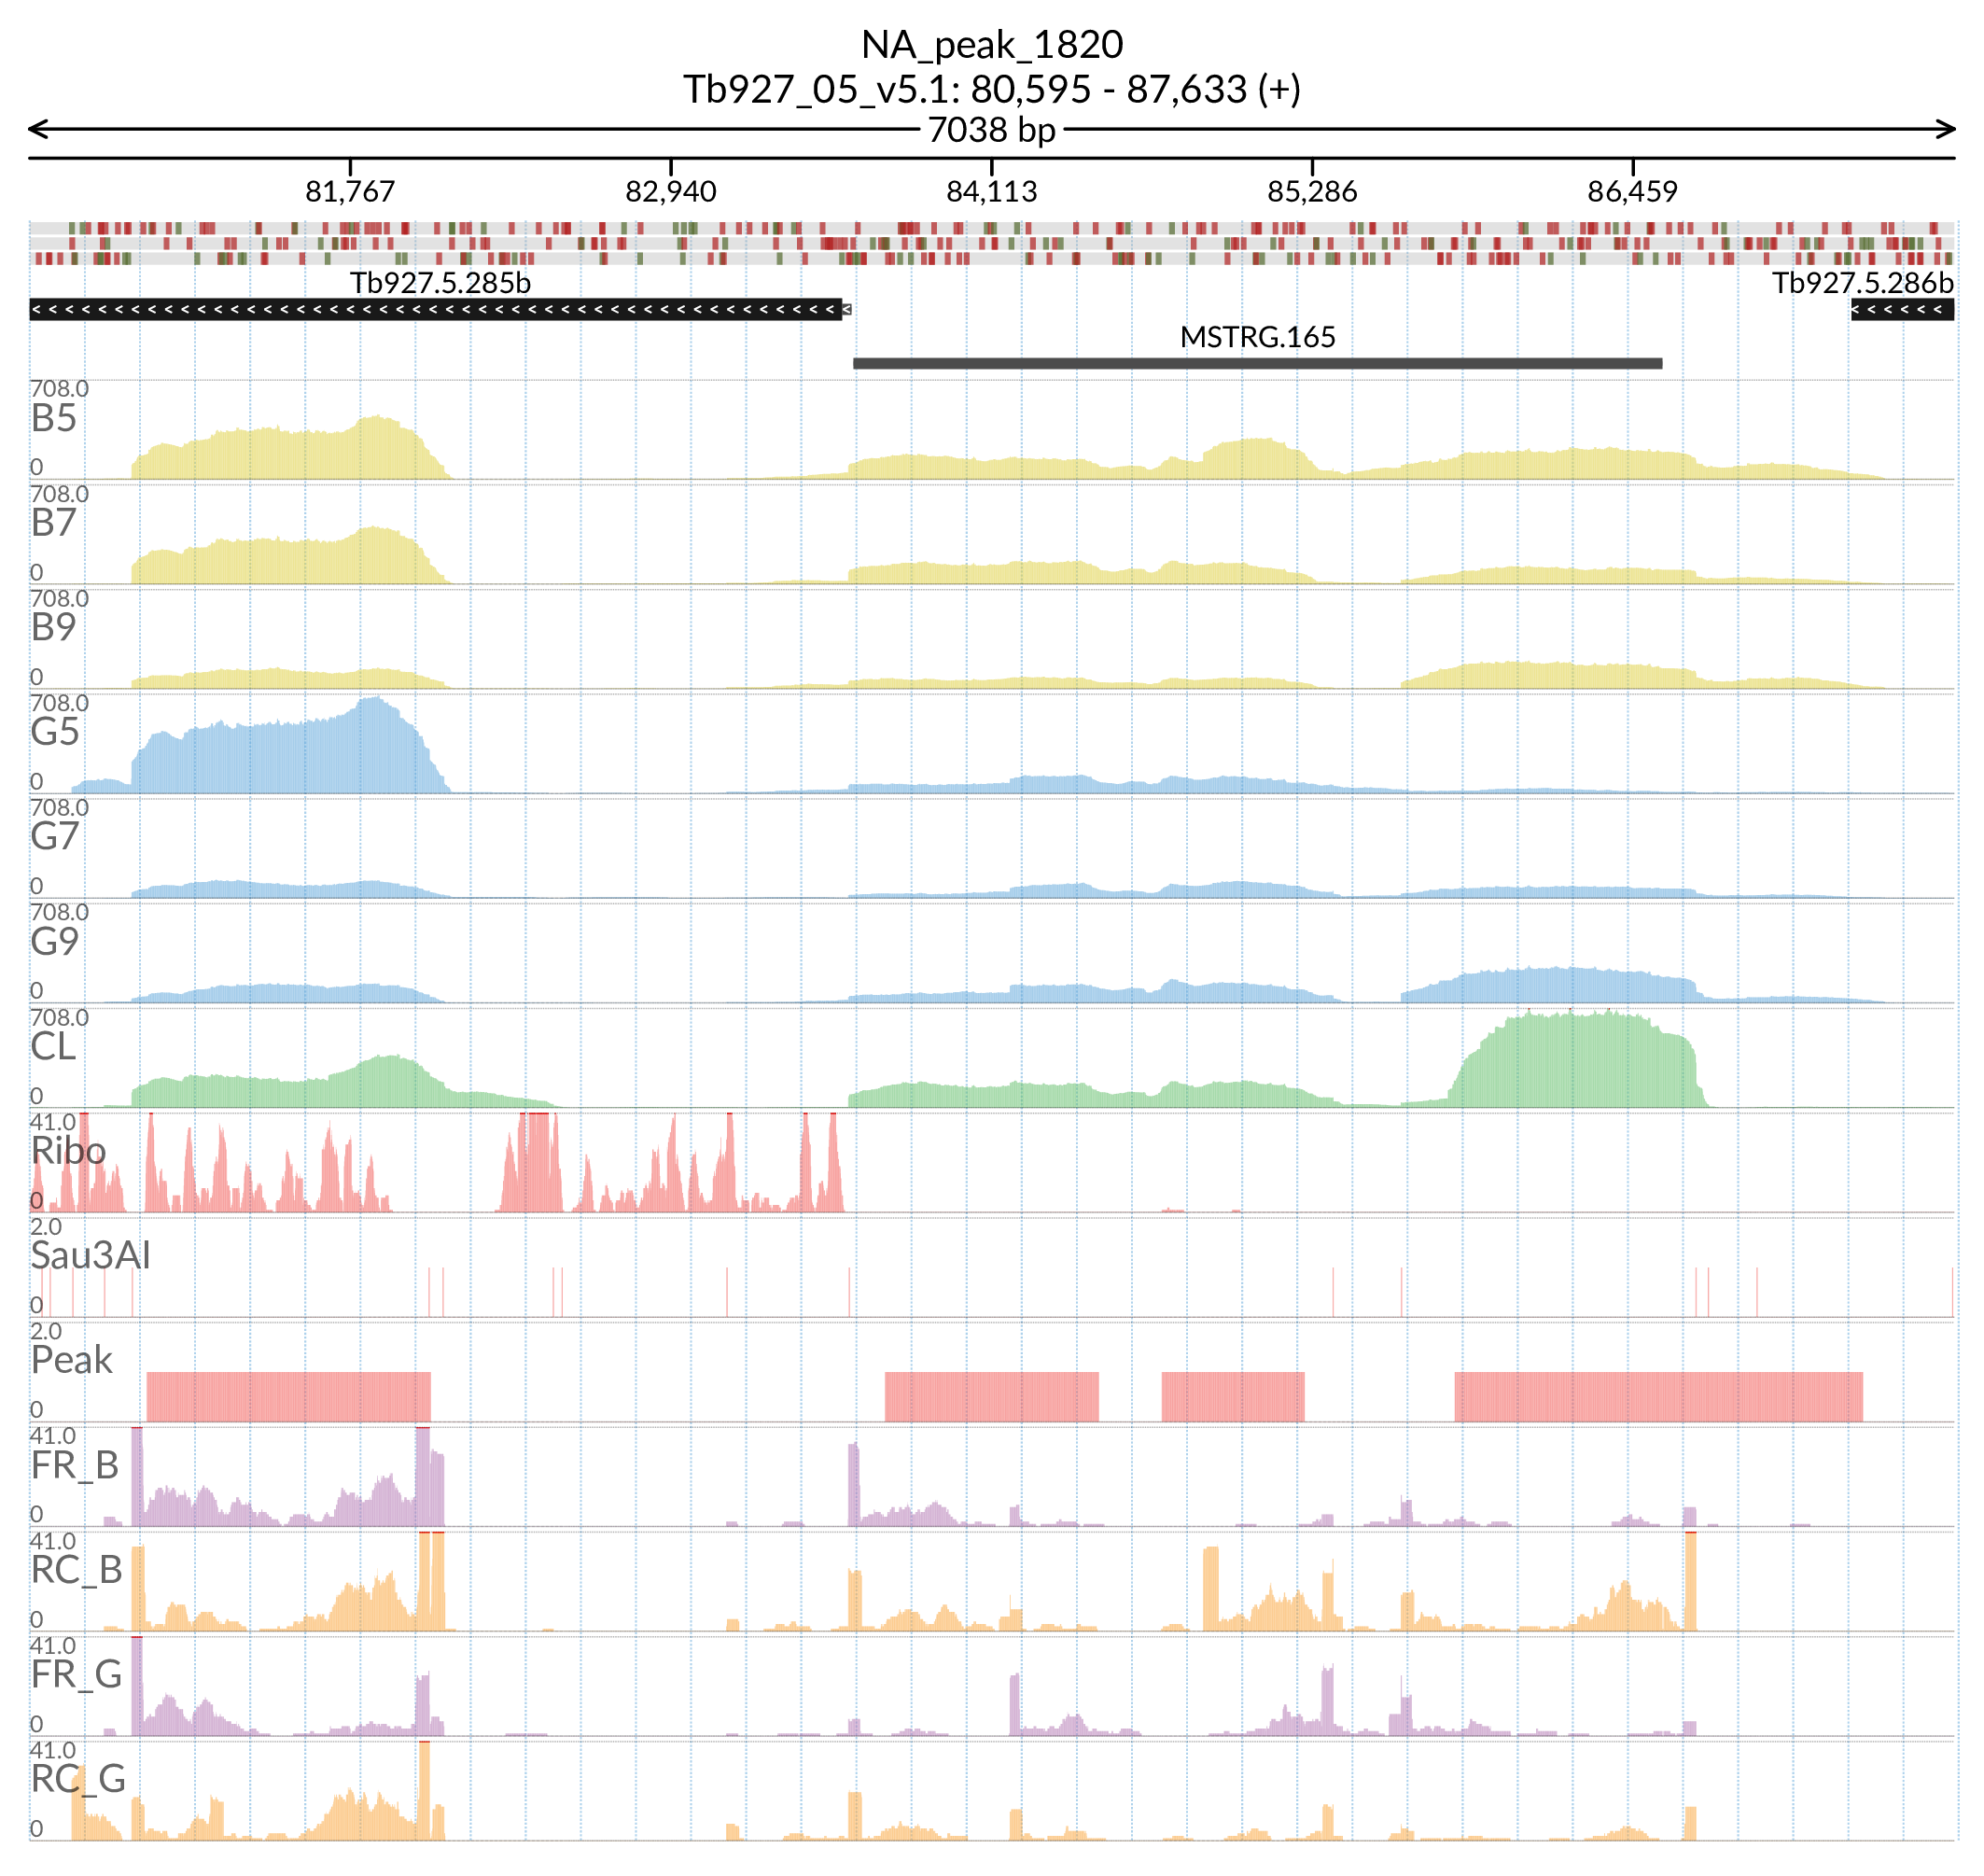 NA_peak_1820
Tb927_05_v5.1: 80,595 - 87,633 (+)
7038 bp
81,767 82,940 84,113 85,286 86,459
Tb927.5.285b Tb927.5.286b
MSTRG.165
708.0
B5
0
708.0
B7
0
708.0
B9
0
708.0
G5
0
708.0
G7
0
708.0
G9
0
708.0
CL
0
41.0
Ribo
0
2.0
Sau3AI
0
2.0
Peak
0
41.0
FR_B
0
41.0
RC_B
0
41.0
FR_G
0
41.0
RC_G
0